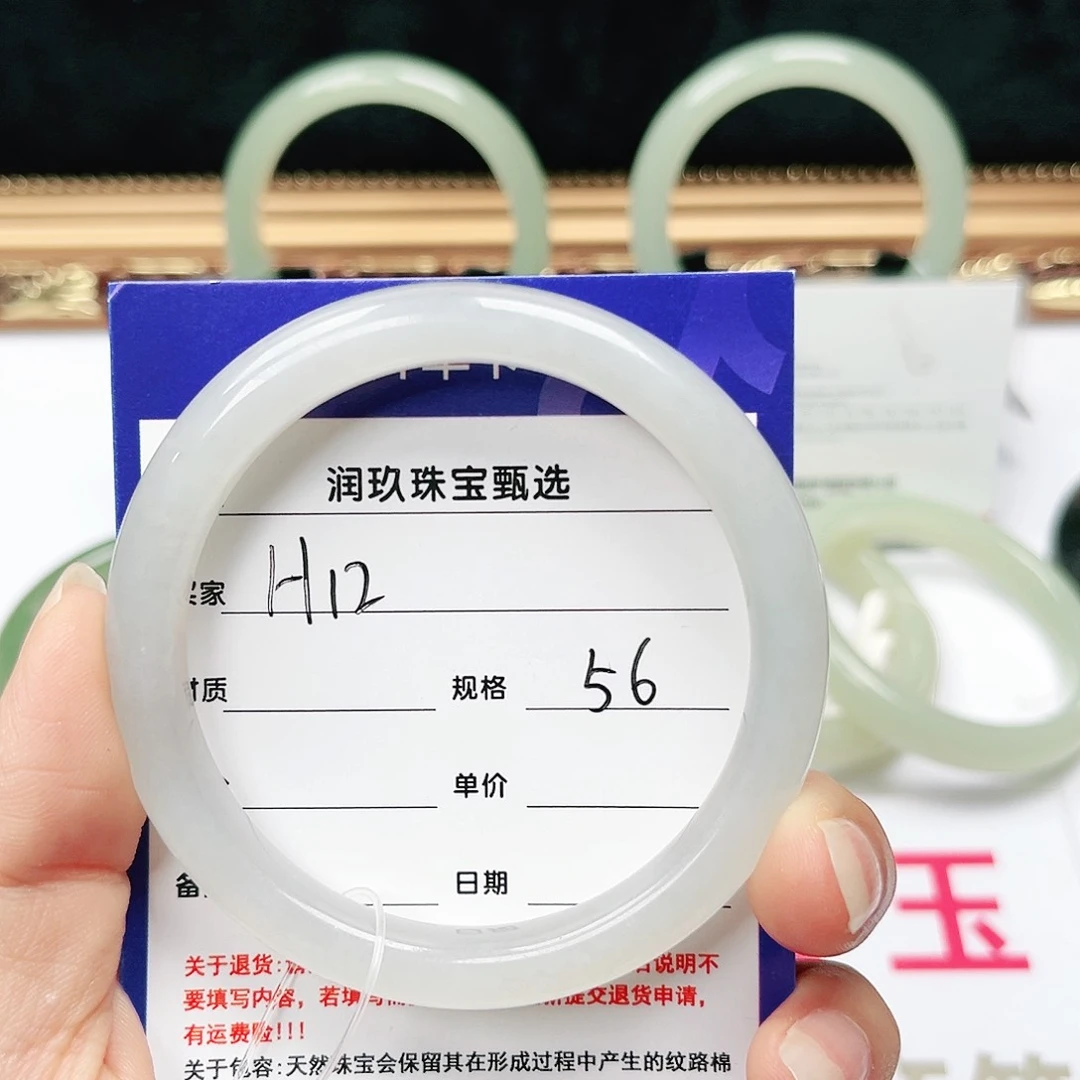 润玖珠宝甄选
家 H12
质 规格 56
单价
备 日期
关于退货: 说明不
要填写内容,若填 提交退货申请,
有运费险!!!
关于包容:天然珠宝会保留其在形成过程中产生的纹路棉
玉